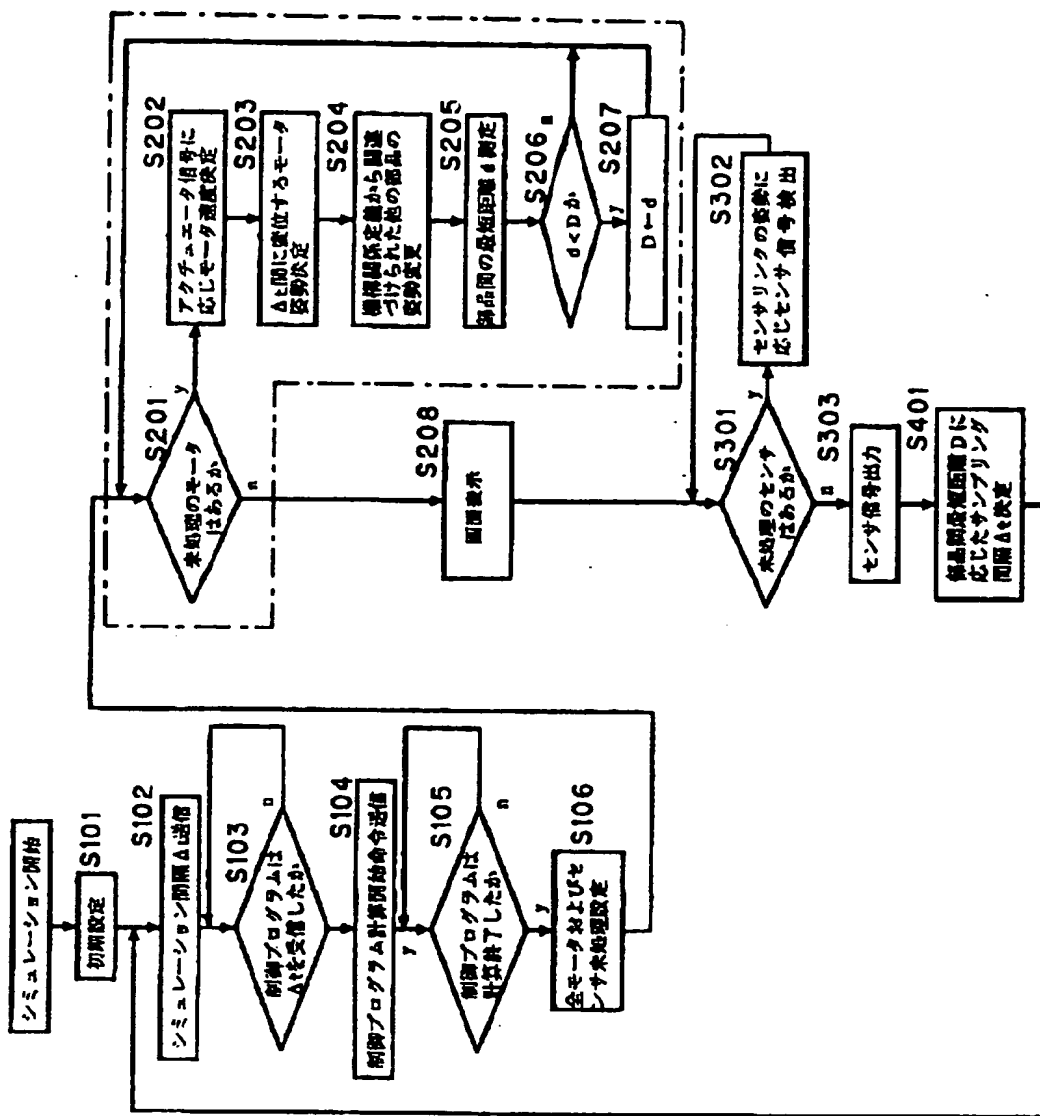 シミュレーション開始
S101
初期設定
S102
シミュレーション間隔Δt送信
S103
制御プログラムは
Δtを受信したか
n
y
S104
制御プログラム計算開始命令送信
S105
制御プログラムは
計算終了したか
n
y
S106
全モータおよびセ
ンサ未処理設定
S201
未処理のモータ
はあるか
y
n
S202
アクチュエータ信号に
応じモータ速度決定
S203
Δt間に変位するモータ
姿勢決定
S204
機構関係定義から関連
づけられた他の部品の
姿勢変更
S205
部品間の最短距離d測定
S206
d<Dか
n
y
S207
D←d
S208
画面表示
S301
未処理のセンサ
はあるか
y
n
S302
センサリンクの姿勢に
応じセンサ信号検出
S303
センサ信号出力
S401
部品間最短距離Dに
応じたサンプリング
間隔Δt決定